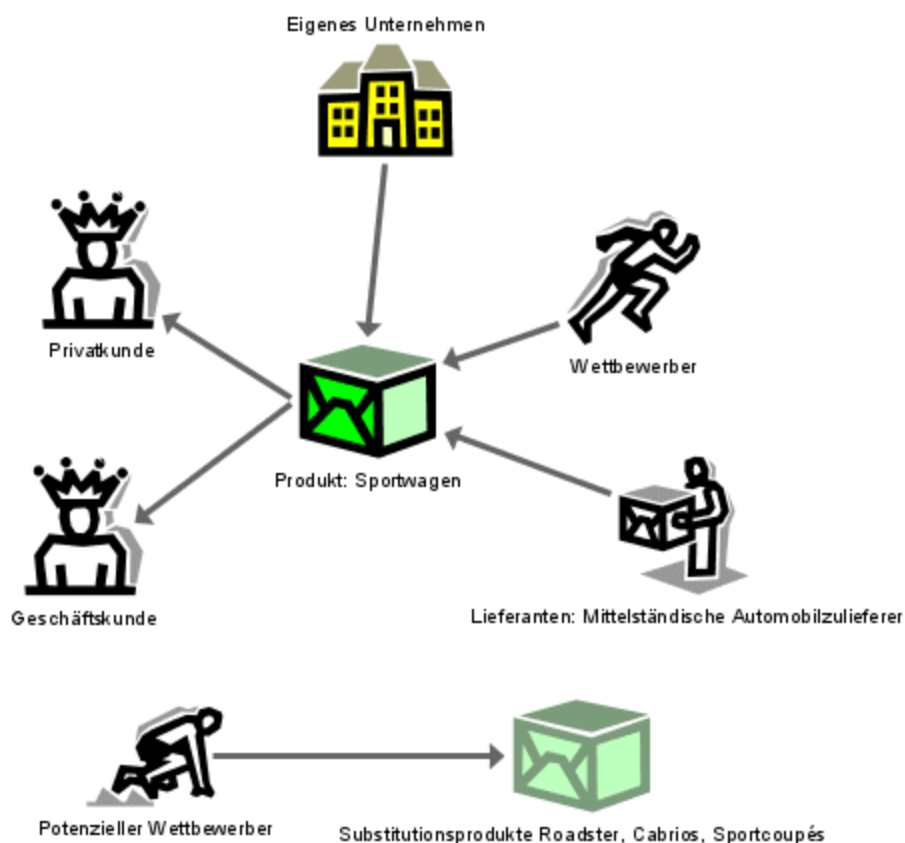 Eigenes Unternehmen
Privatkunde
Wettbewerber
Produkt: Sportwagen
Geschäftskunde
Lieferanten: Mittelständische Automobilzulieferer
Potenzieller Wettbewerber
Substitutionsprodukte Roadster, Cabrios, Sportcoupés